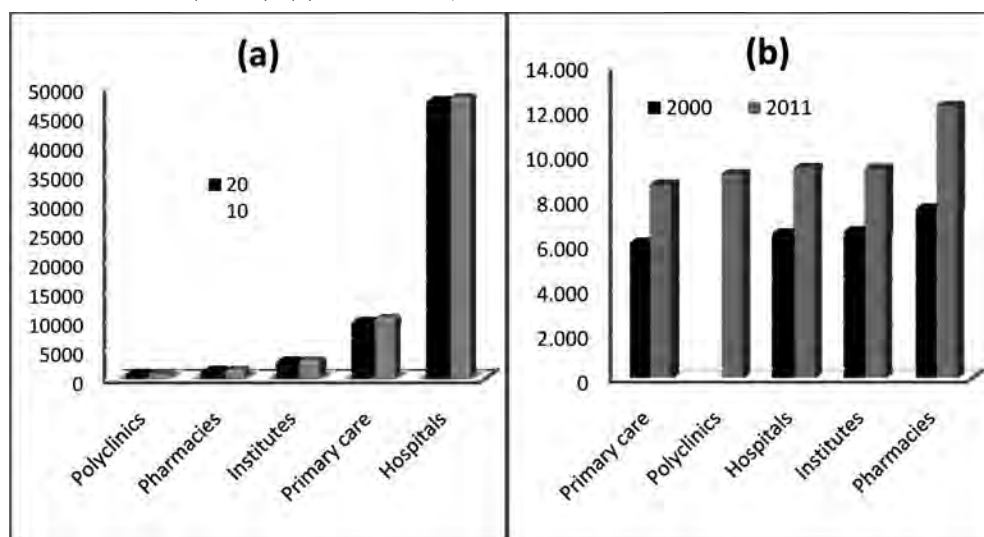 (a)
50000
45000
40000
35000
30000
25000
20000
15000
10000
5000
0
20
10
Polyclinics
Pharmacies
Institutes
Primary care
Hospitals
(b)
14.000
12.000
10.000
8.000
6.000
4.000
2.000
0
2000 2011
Primary care
Polyclinics
Hospitals
Institutes
Pharmacies